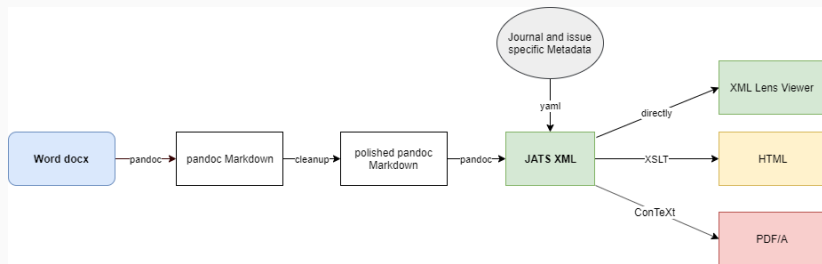 Journal and issue
specific Metadata
yaml
Word docx
pandoc
pandoc Markdown
cleanup
polished pandoc
Markdown
pandoc
JATS XML
directly
XML Lens Viewer
XSLT
HTML
ConTeXt
PDF/A